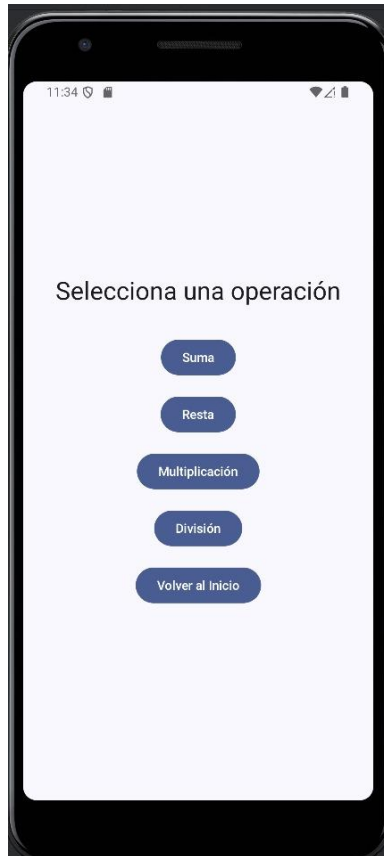 11:34
Selecciona una operación
Suma
Resta
Multiplicación
División
Volver al Inicio